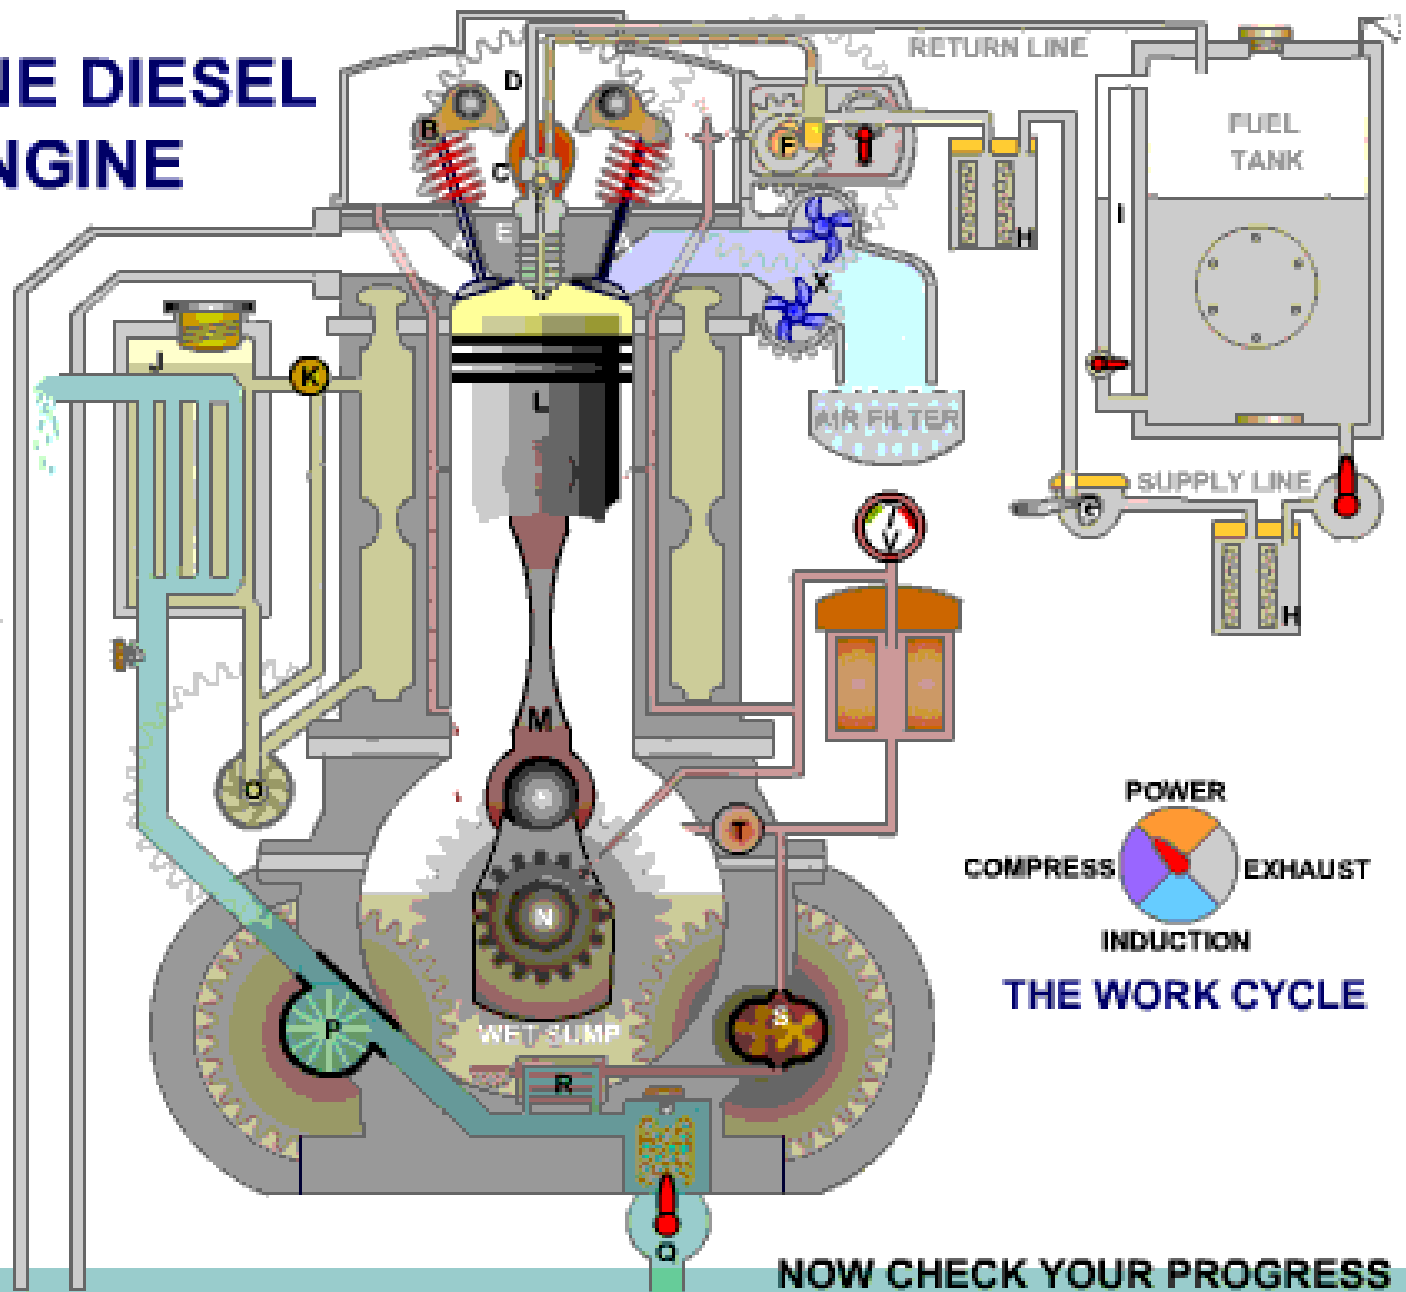 NE DIESEL
NGINE
RETURN LINE
FUEL
TANK
D
B
C
F
E
H
I
X
J
K
L
AIR FILTER
SUPPLY LINE
G
H
V
M
O
T
N
POWER
COMPRESS
EXHAUST
INDUCTION
THE WORK CYCLE
P
S
WET SUMP
R
Q
NOW CHECK YOUR PROGRESS